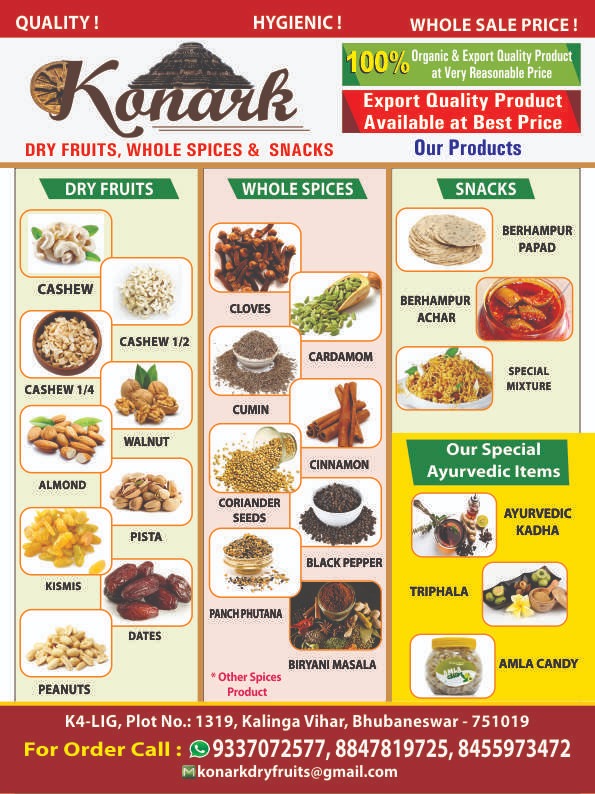 QUALITY !
HYGIENIC !
WHOLE SALE PRICE !
Konark
DRY FRUITS, WHOLE SPICES & SNACKS
100% Organic & Export Quality Product
at Very Reasonable Price
Export Quality Product
Available at Best Price
Our Products
DRY FRUITS
CASHEW
CASHEW 1/2
CASHEW 1/4
WALNUT
ALMOND
PISTA
KISMIS
DATES
PEANUTS
WHOLE SPICES
CLOVES
CARDAMOM
CUMIN
CINNAMON
CORIANDER
SEEDS
BLACK PEPPER
PANCH PHUTANA
BIRYANI MASALA
* Other Spices
Product
SNACKS
BERHAMPUR
PAPAD
BERHAMPUR
ACHAR
SPECIAL
MIXTURE
Our Special
Ayurvedic Items
AYURVEDIC
KADHA
TRIPHALA
AMLA
AMLA CANDY
K4-LIG, Plot No.: 1319, Kalinga Vihar, Bhubaneswar - 751019
For Order Call : 9337072577, 8847819725, 8455973472
konarkdryfruits@gmail.com